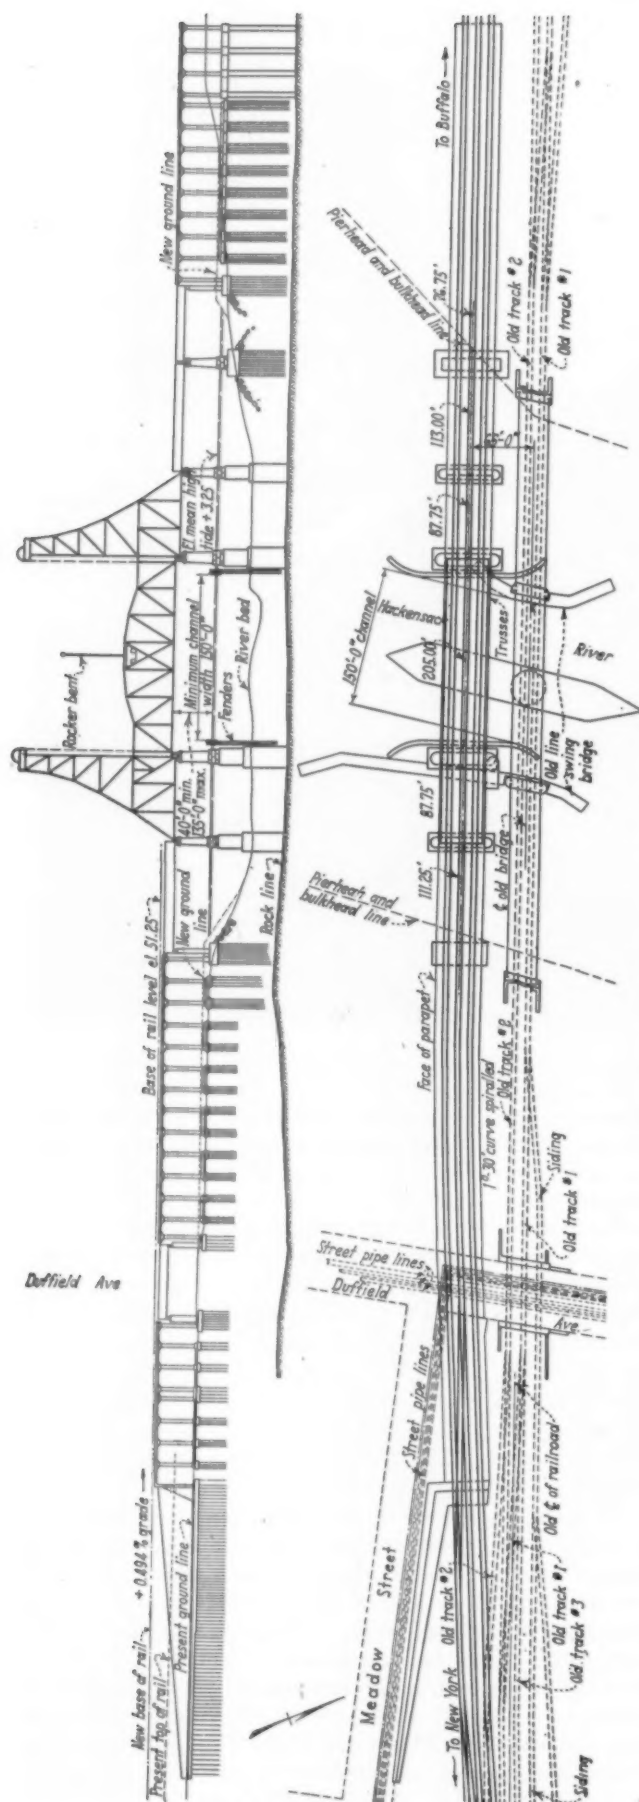 New ground line
El. mean high
tide + 3.25
Rocker bent
Minimum channel
width 150'-0"
Fenders
River bed
40'-0" min.
135'-0" max.
New ground
line
Rock line
Base of rail level el. 51.25
Duffield Ave
+ 0.494 % grade
New base of rail
Present top of rail
Present ground line
To Buffalo
Pierhead and bulkhead line
76.75'
Old track #2
Old track #1
113.00'
87.75'
150'-0" channel
Hackensack
205.00'
Trusses
River
Old line
swing
bridge
87.75'
℄ old bridge
111.25'
Pierhead and
bulkhead line
Face of parapet
1°-30' curve spiralled
Old track #2
Siding
Old track #1
Street pipe lines
Duffield
Ave.
Street pipe lines
Old ℄ of railroad
Meadow Street
Old track #2
Old track #1
Old track #3
To New York
Siding